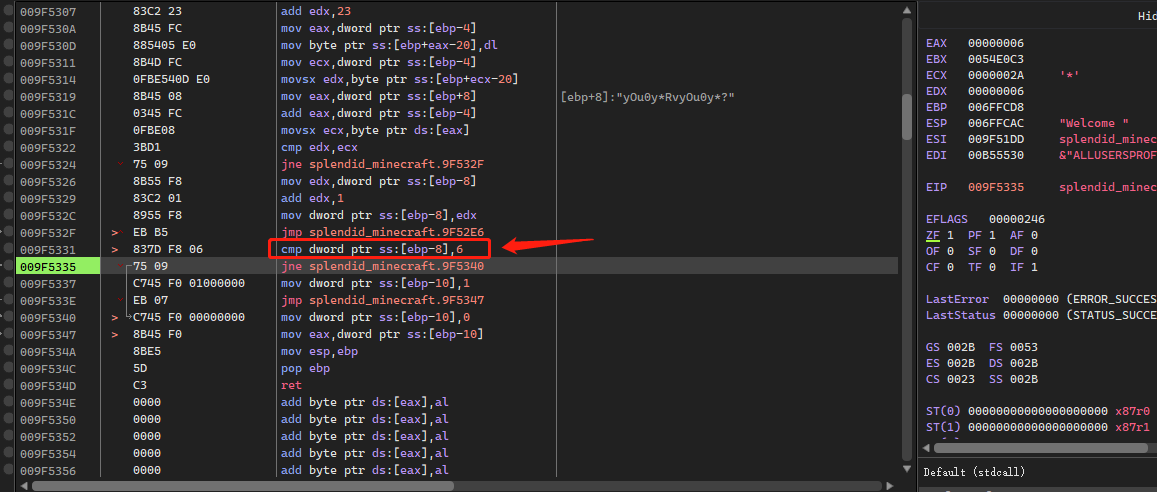 009F5307 83C2 23 add edx,23
009F530A 8B45 FC mov eax,dword ptr ss:[ebp-4]
009F530D 885405 E0 mov byte ptr ss:[ebp+eax-20],dl
009F5311 8B4D FC mov ecx,dword ptr ss:[ebp-4]
009F5314 0FBE540D E0 movsx edx,byte ptr ss:[ebp+ecx-20]
009F5319 8B45 08 mov eax,dword ptr ss:[ebp+8] [ebp+8]:"yOu0y*RvyOu0y*?"
009F531C 0345 FC add eax,dword ptr ss:[ebp-4]
009F531F 0FBE08 movsx ecx,byte ptr ds:[eax]
009F5322 3BD1 cmp edx,ecx
009F5324 75 09 jne splendid_minecraft.9F532F
009F5326 8B55 F8 mov edx,dword ptr ss:[ebp-8]
009F5329 83C2 01 add edx,1
009F532C 8955 F8 mov dword ptr ss:[ebp-8],edx
009F532F > EB B5 jmp splendid_minecraft.9F52E6
009F5331 > 837D F8 06 cmp dword ptr ss:[ebp-8],6
009F5335 75 09 jne splendid_minecraft.9F5340
009F5337 C745 F0 01000000 mov dword ptr ss:[ebp-10],1
009F533E EB 07 jmp splendid_minecraft.9F5347
009F5340 > C745 F0 00000000 mov dword ptr ss:[ebp-10],0
009F5347 > 8B45 F0 mov eax,dword ptr ss:[ebp-10]
009F534A 8BE5 mov esp,ebp
009F534C 5D pop ebp
009F534D C3 ret
009F534E 0000 add byte ptr ds:[eax],al
009F5350 0000 add byte ptr ds:[eax],al
009F5352 0000 add byte ptr ds:[eax],al
009F5354 0000 add byte ptr ds:[eax],al
009F5356 0000 add byte ptr ds:[eax],al
Hid
EAX 00000006
EBX 0054E0C3
ECX 0000002A '*'
EDX 00000006
EBP 006FFCD8
ESP 006FFCAC "Welcome "
ESI 009F51DD splendid_minec
EDI 00B55530 &"ALLUSERSPROF
EIP 009F5335 splendid_minec
EFLAGS 00000246
ZF 1 PF 1 AF 0
OF 0 SF 0 DF 0
CF 0 TF 0 IF 1
LastError 00000000 (ERROR_SUCCES
LastStatus 00000000 (STATUS_SUCCE
GS 002B FS 0053
ES 002B DS 002B
CS 0023 SS 002B
ST(0) 00000000000000000000 x87r0
ST(1) 00000000000000000000 x87r1
Default (stdcall)